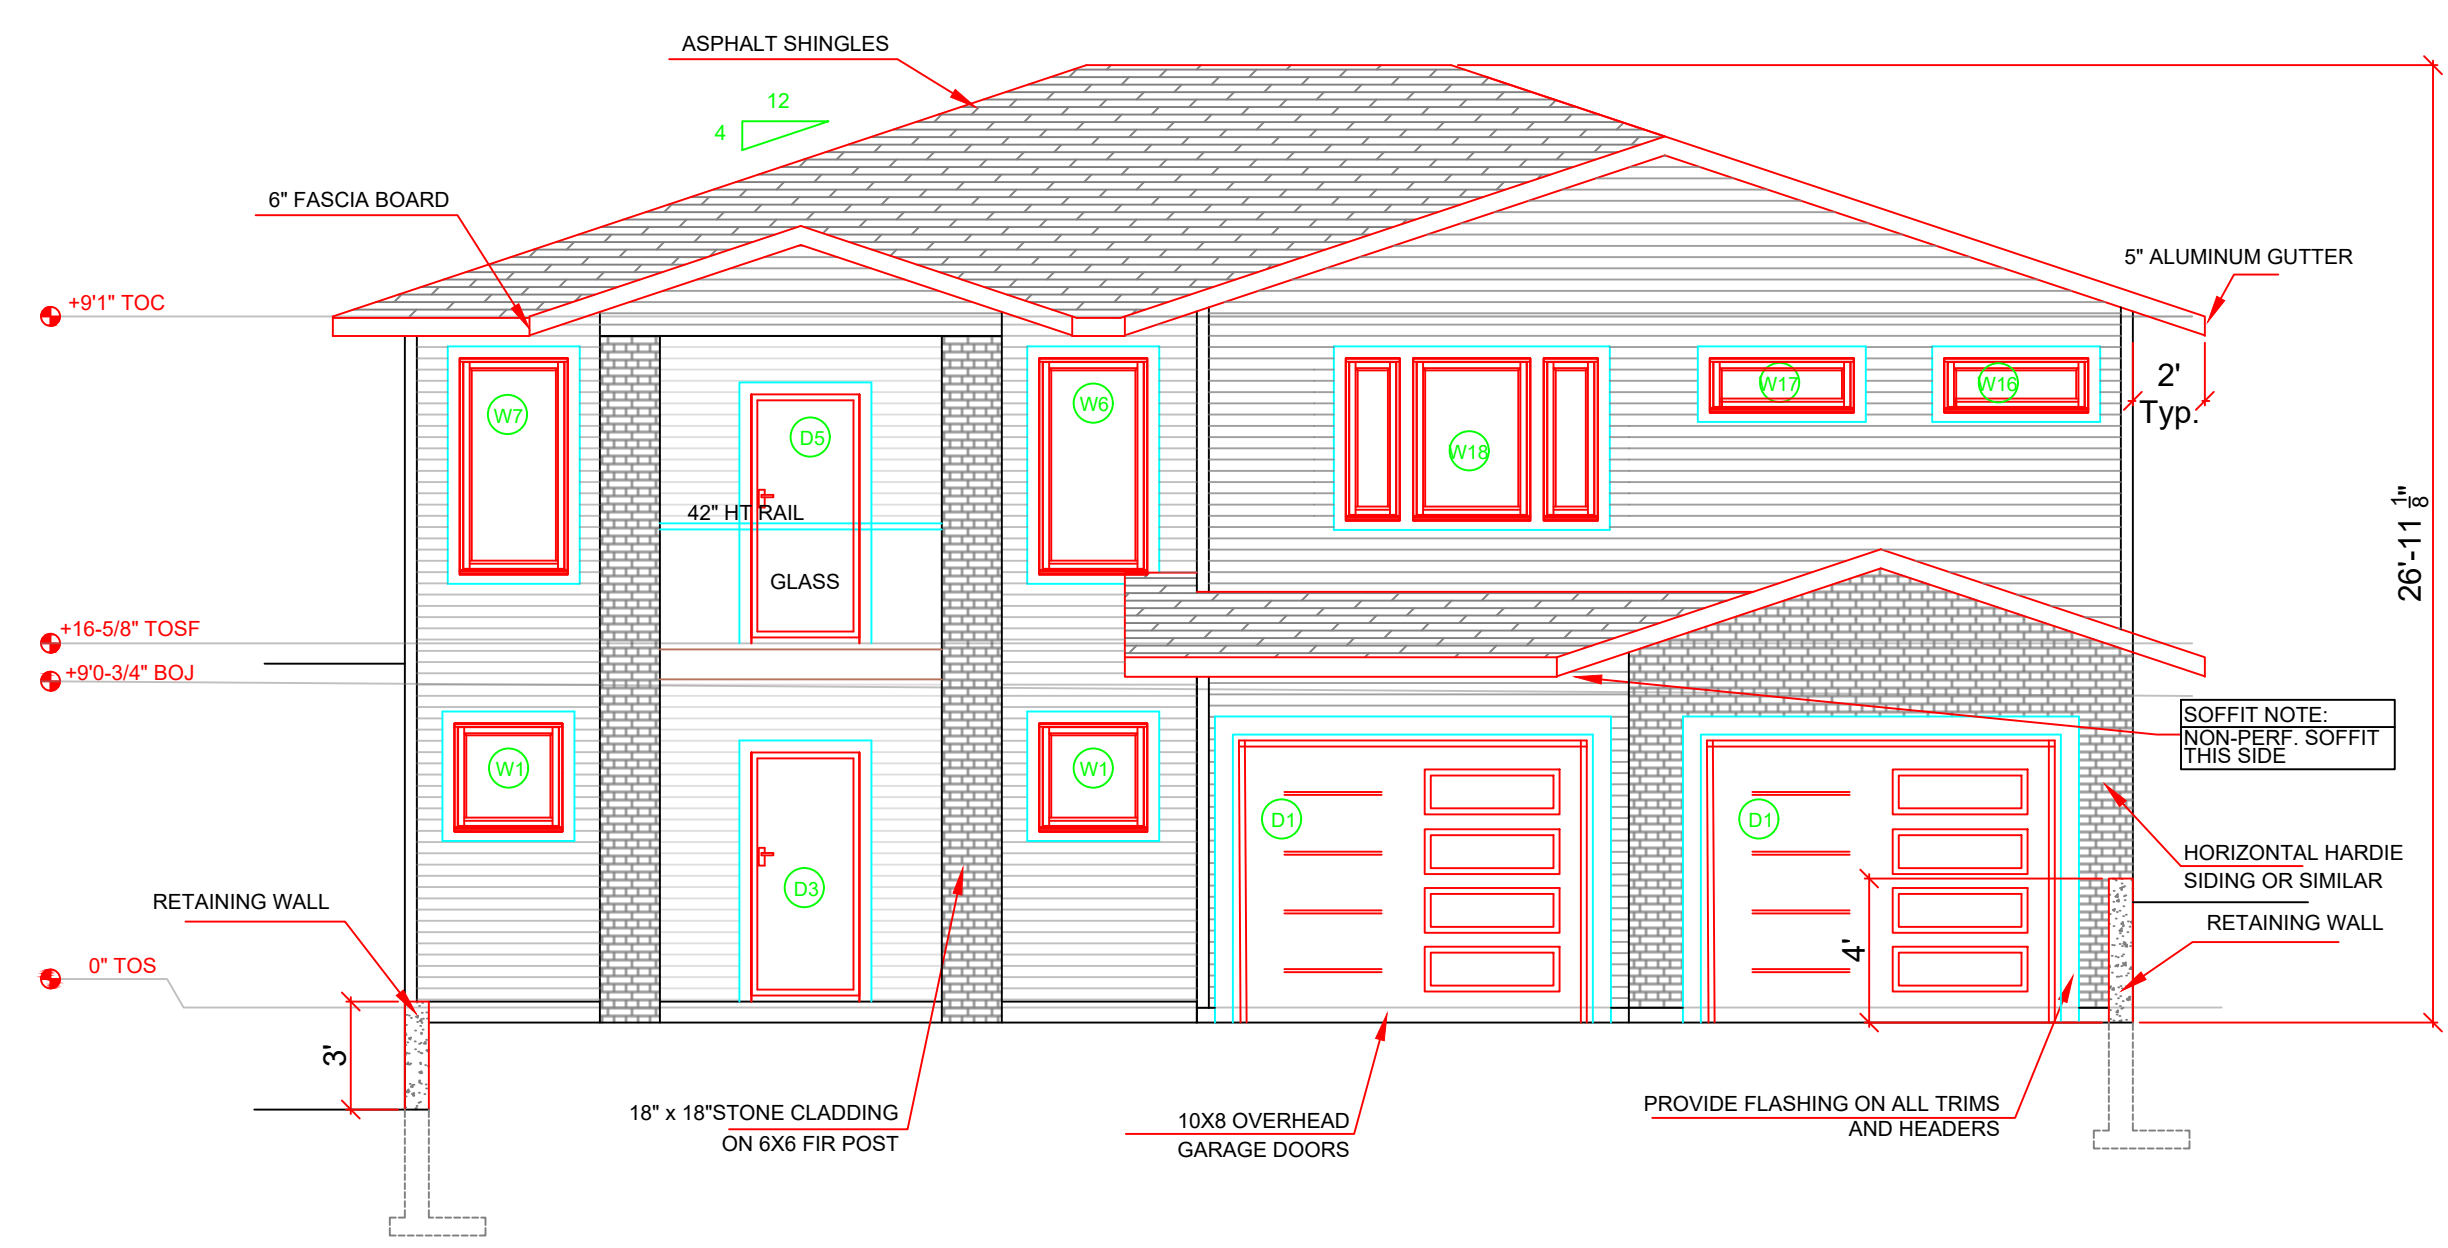 ASPHALT SHINGLES
12
4
6" FASCIA BOARD
5" ALUMINUM GUTTER
+9'1" TOC
W7
D5
W6
W18
W17
W16
2'
Typ.
42" HT RAIL
GLASS
26'-11 1/8"
+16-5/8" TOSF
+9'0-3/4" BOJ
SOFFIT NOTE:
NON-PERF. SOFFIT
THIS SIDE
W1
W1
D1
D1
D3
HORIZONTAL HARDIE
SIDING OR SIMILAR
RETAINING WALL
RETAINING WALL
4'
0" TOS
3'
18" x 18"STONE CLADDING
ON 6X6 FIR POST
10X8 OVERHEAD
GARAGE DOORS
PROVIDE FLASHING ON ALL TRIMS
AND HEADERS